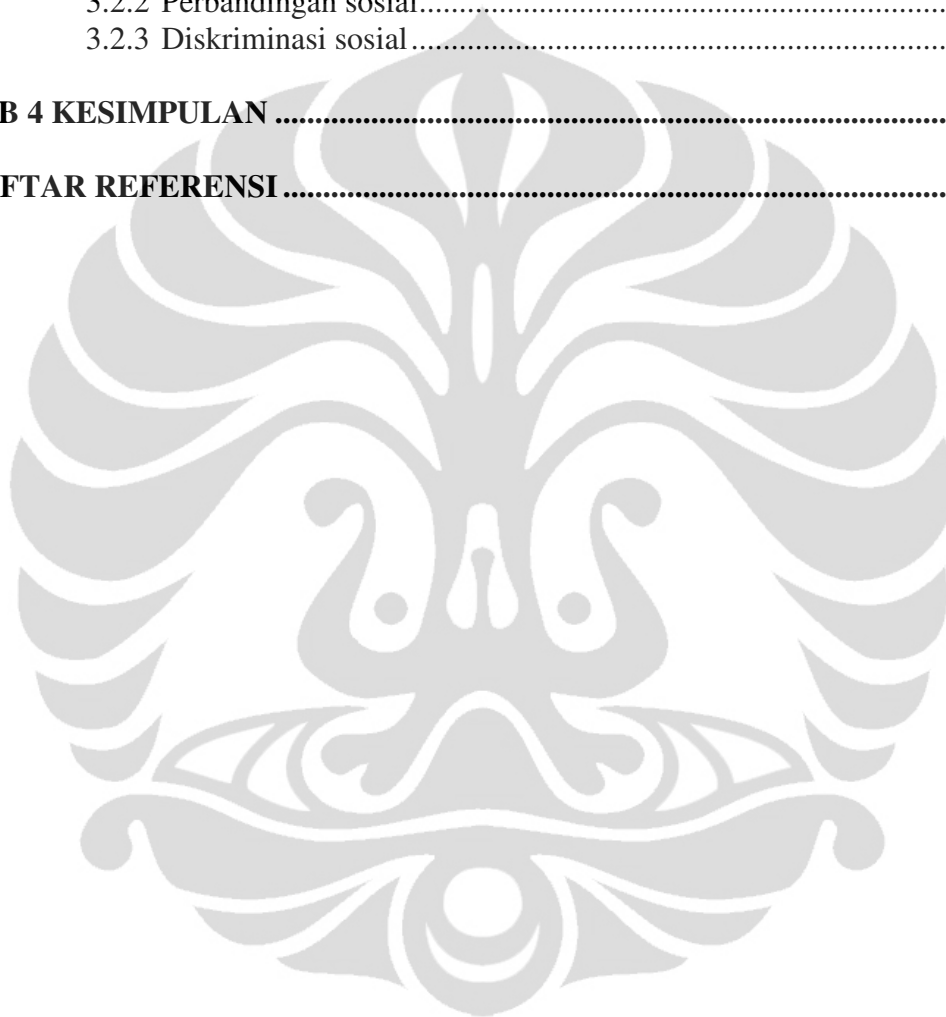 3.2.2 Perbandingan sosial.....................................................................
3.2.3 Diskriminasi sosial......................................................................
B 4 KESIMPULAN ....................................................................................
FTAR REFERENSI ...................................................................................